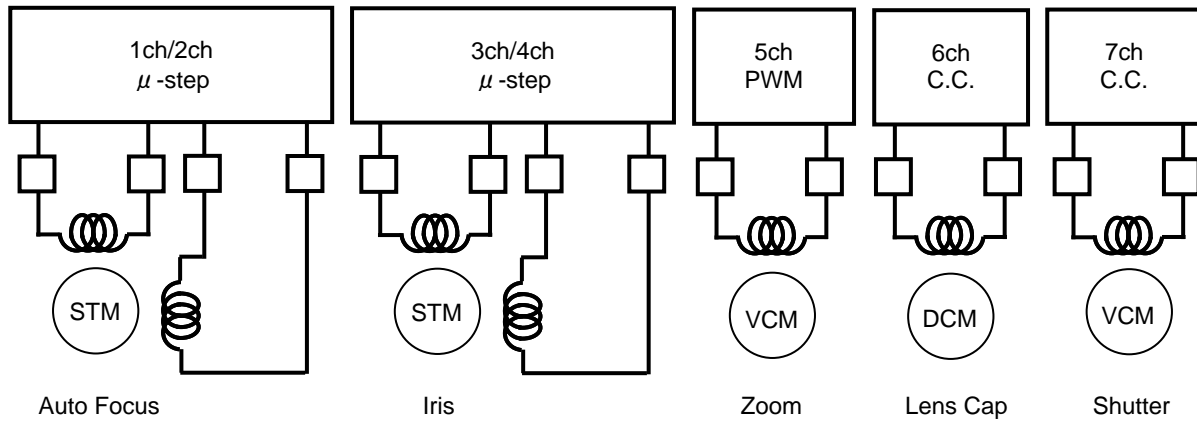 1ch/2ch
μ -step
3ch/4ch
μ -step
5ch
PWM
6ch
C.C.
7ch
C.C.
STM
STM
VCM
DCM
VCM
Auto Focus
Iris
Zoom
Lens Cap
Shutter